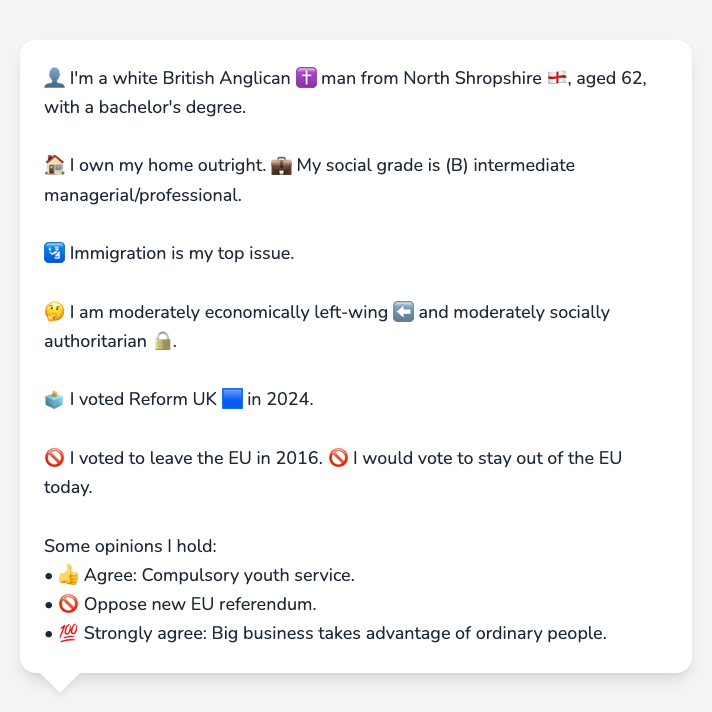 👤 I'm a white British Anglican ✝️ man from North Shropshire 🏴󠁧󠁢󠁥󠁮󠁧󠁿, aged 62,
with a bachelor's degree.
🏠 I own my home outright. 💼 My social grade is (B) intermediate
managerial/professional.
🛂 Immigration is my top issue.
🤔 I am moderately economically left-wing ⬅️ and moderately socially
authoritarian 🔒.
🗳️ I voted Reform UK 🟦 in 2024.
🚫 I voted to leave the EU in 2016. 🚫 I would vote to stay out of the EU
today.
Some opinions I hold:
• 👍 Agree: Compulsory youth service.
• 🚫 Oppose new EU referendum.
• 💯 Strongly agree: Big business takes advantage of ordinary people.